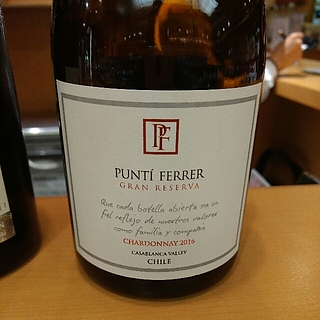 PF
PUNTÍ FERRER
GRAN RESERVA
Que cada botella abierta sea un
fiel reflejo de nuestros valores
como familia y compañía
CHARDONNAY 2016
CASABLANCA VALLEY
CHILE